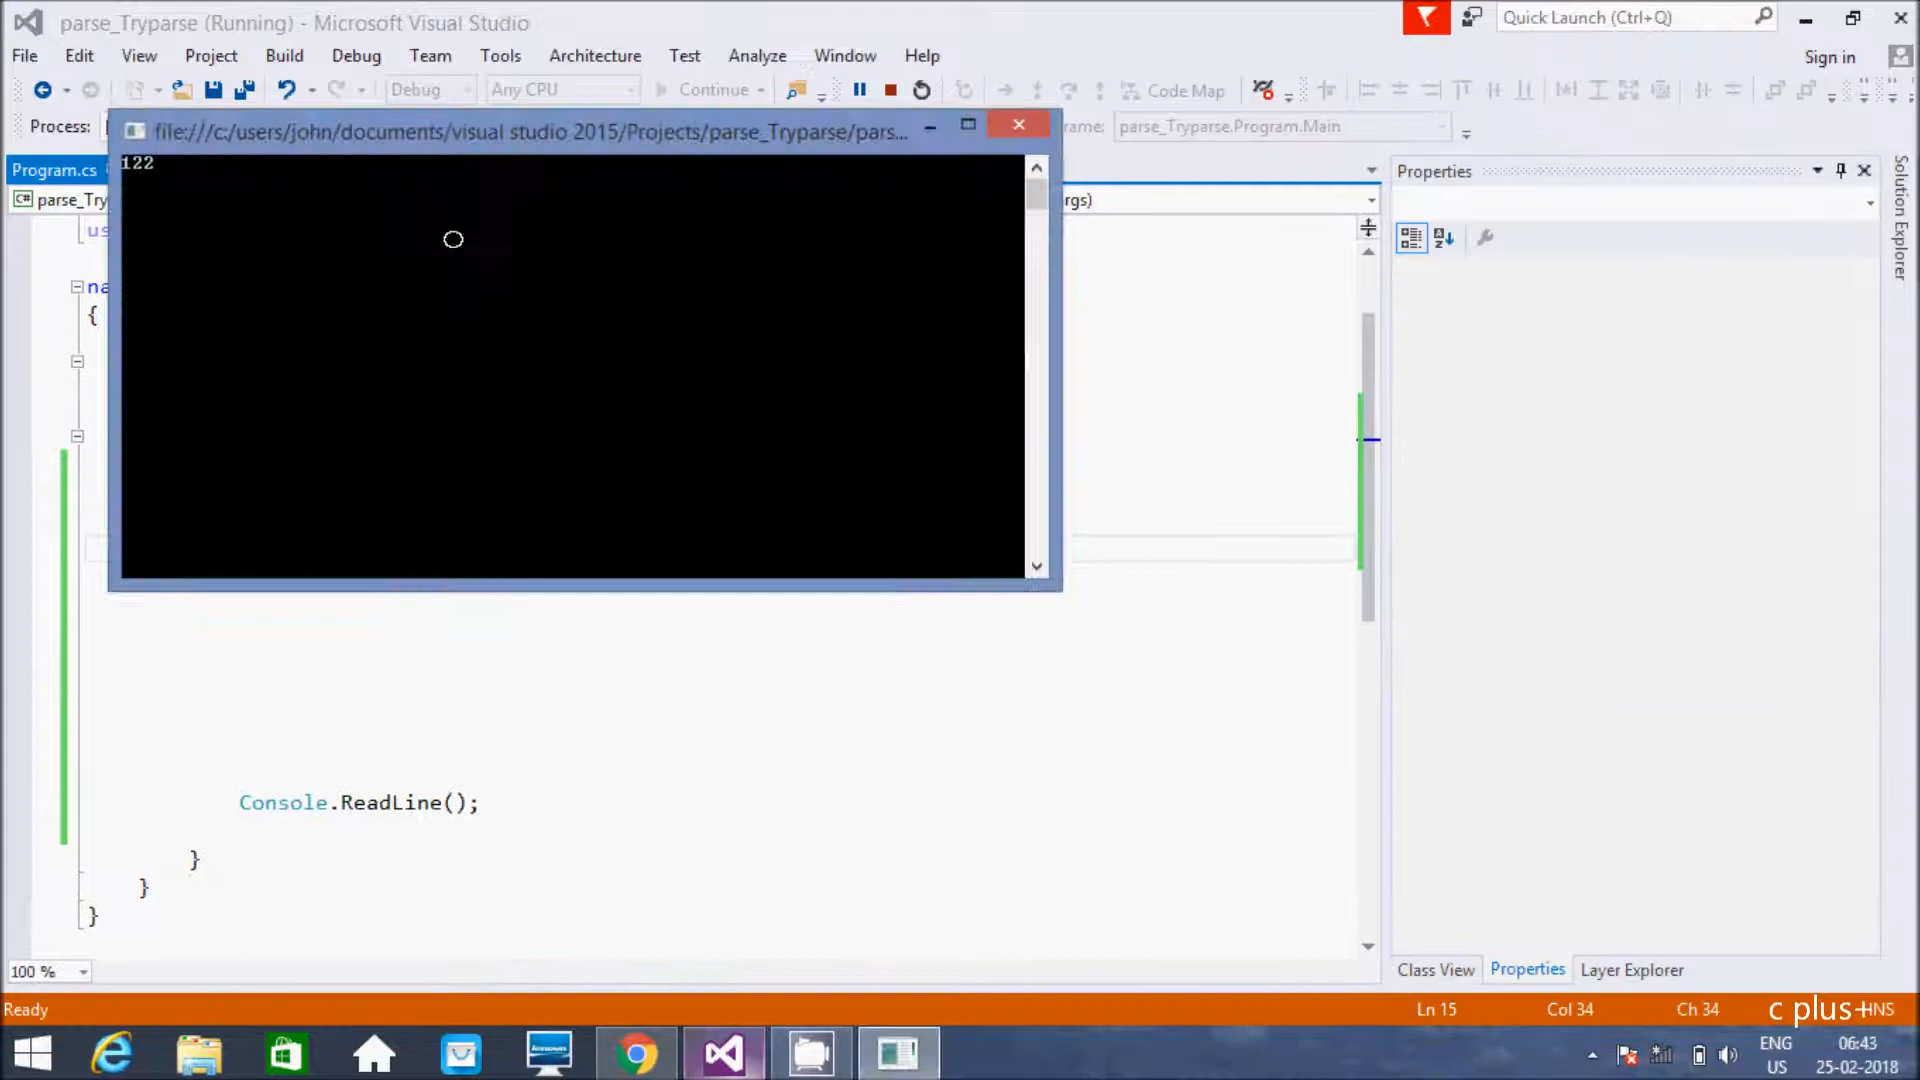 parse_Tryparse (Running) - Microsoft Visual Studio
Quick Launch (Ctrl+Q)
File Edit View Project Build Debug Team Tools Architecture Test Analyze Window Help
Sign in
Debug Any CPU Continue Code Map
Process:
file:///c:/users/john/documents/visual studio 2015/Projects/parse_Tryparse/pars...
rame: parse_Tryparse.Program.Main
Program.cs
122
Properties
parse_Try
rgs)
us
na
{
Console.ReadLine();
}
}
}
Solution Explorer
100 %
Class View Properties Layer Explorer
Ready
Ln 15 Col 34 Ch 34 c plus+ INS
ENG
US
06:43
25-02-2018